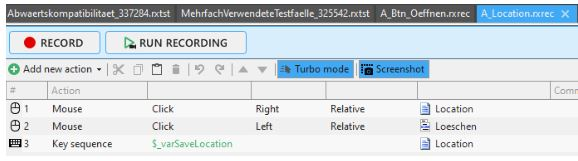 Abwaertskompatibilitaet_337284.rxtst MehrfachVerwendeteTestfaelle_325542.rxtst A_Btn_Oeffnen.rxrec A_Location.rxrec
RECORD RUN RECORDING
Add new action Turbo mode Screenshot
# Action Comm
1 Mouse Click Right Relative Location
2 Mouse Click Left Relative Loeschen
3 Key sequence $_varSaveLocation Location